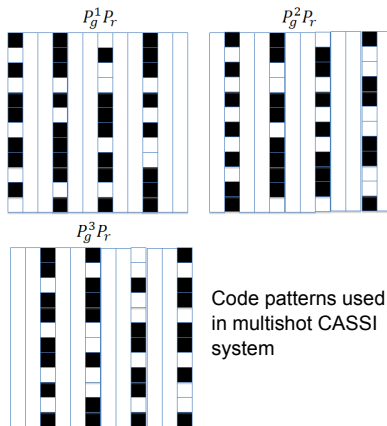 $P_g^1 P_r$
$P_g^2 P_r$
$P_g^3 P_r$
Code patterns used
in multishot CASSI
system